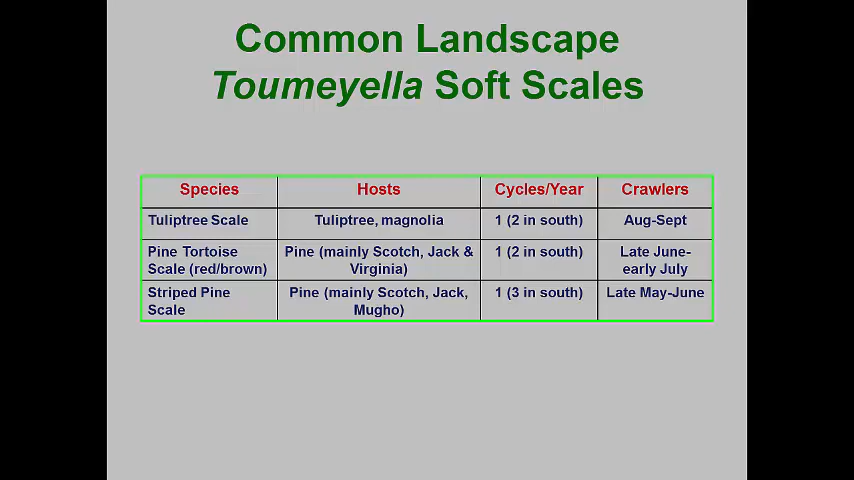 Common Landscape
Toumeyella Soft Scales
Species Hosts Cycles/Year Crawlers
Tuliptree Scale Tuliptree, magnolia 1 (2 in south) Aug-Sept
Pine Tortoise Pine (mainly Scotch, Jack & 1 (2 in south) Late June-
Scale (red/brown) Virginia) early July
Striped Pine Pine (mainly Scotch, Jack, 1 (3 in south) Late May-June
Scale Mugho)